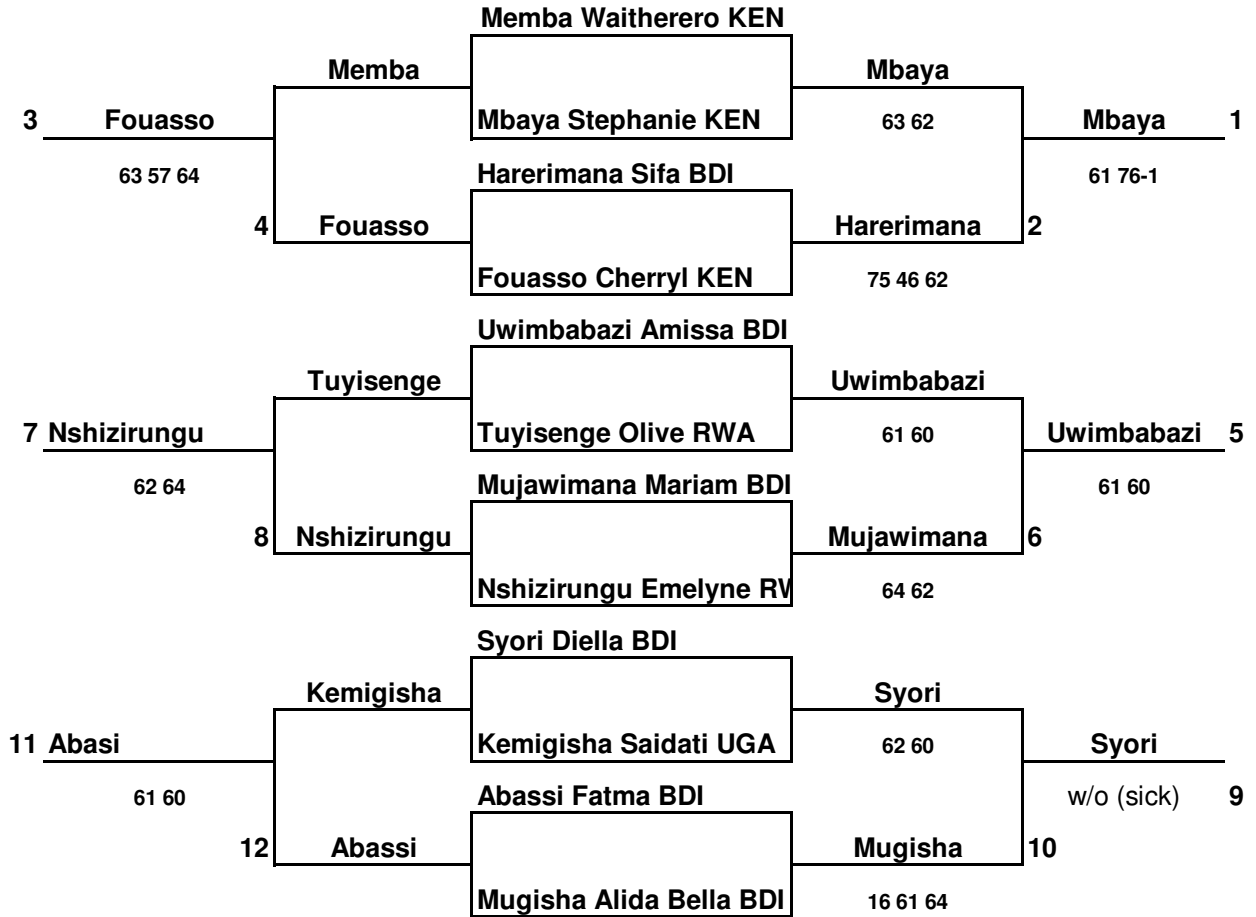 Memba Waitherero KEN
Memba Mbaya
3 Fouasso Mbaya Stephanie KEN 63 62 Mbaya 1
63 57 64 Harerimana Sifa BDI 61 76-1
4 Fouasso Harerimana 2
Fouasso Cherryl KEN 75 46 62
Uwimbabazi Amissa BDI
Tuyisenge Uwimbabazi
7 Nshizirungu Tuyisenge Olive RWA 61 60 Uwimbabazi 5
62 64 Mujawimana Mariam BDI 61 60
8 Nshizirungu Mujawimana 6
Nshizirungu Emelyne RW 64 62
Syori Diella BDI
Kemigisha Syori
11 Abasi Kemigisha Saidati UGA 62 60 Syori
61 60 Abassi Fatma BDI w/o (sick) 9
12 Abassi Mugisha 10
Mugisha Alida Bella BDI 16 61 64